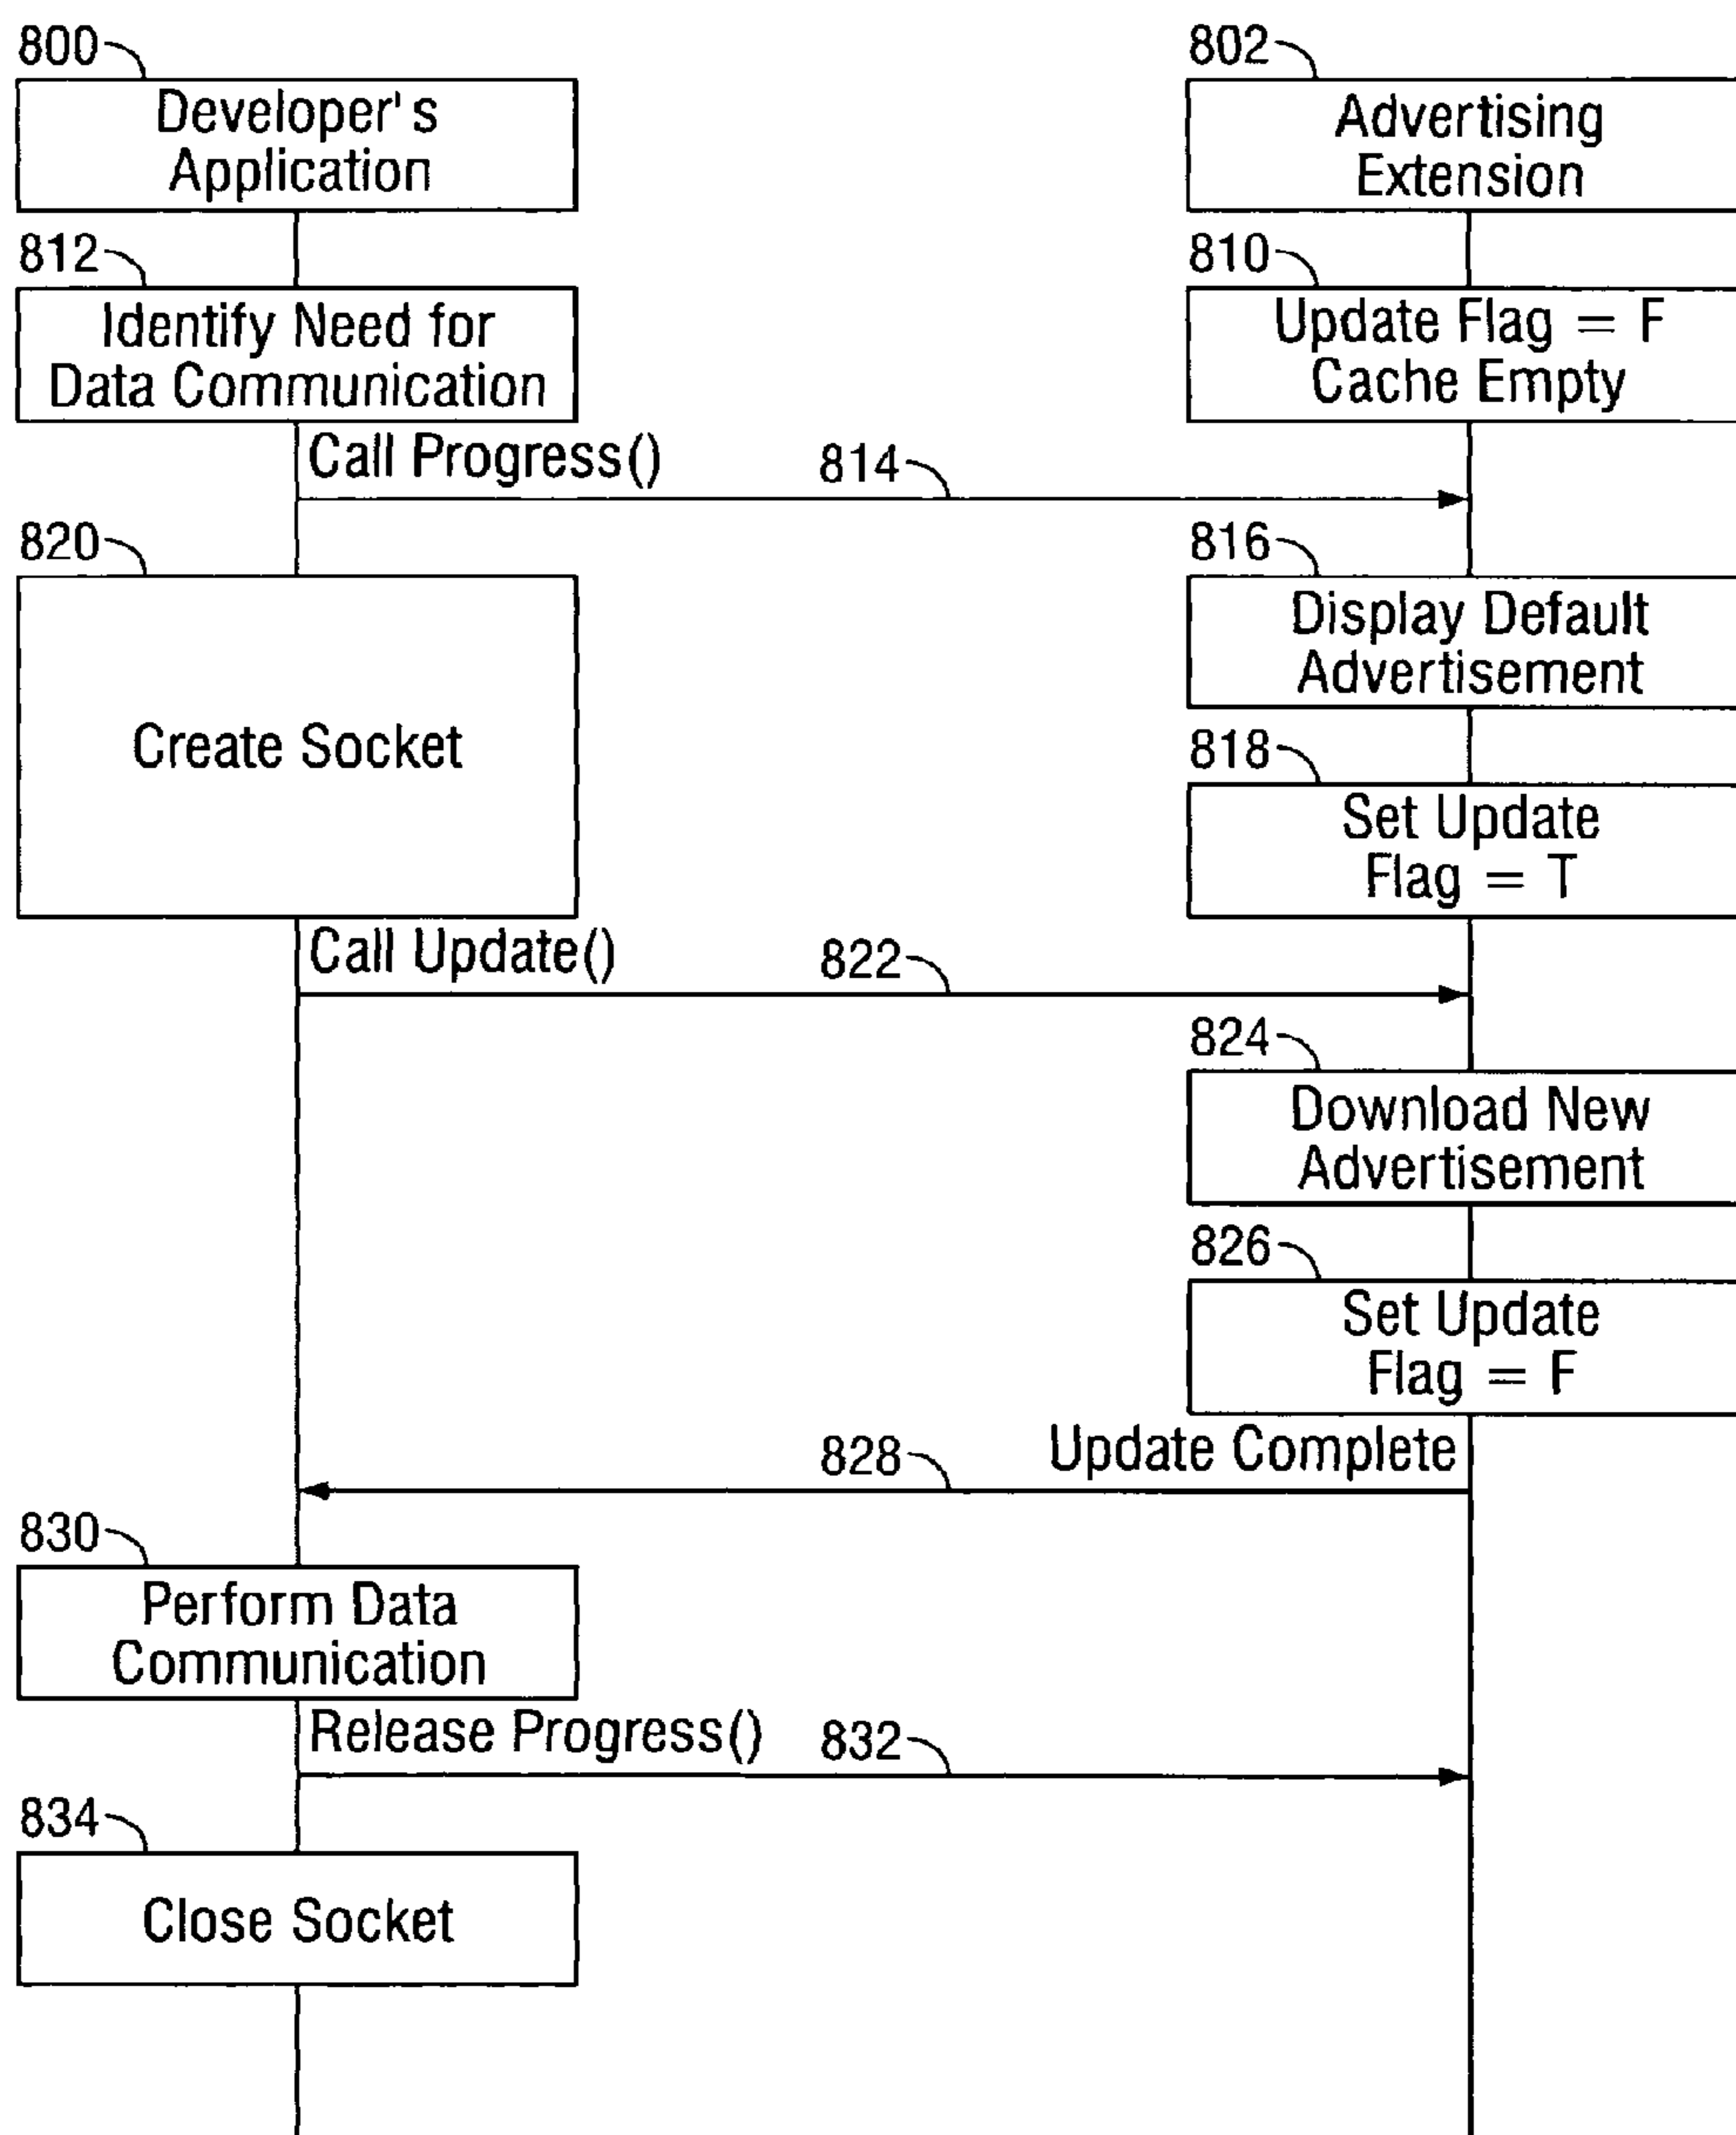 800
802
Developer's
Application
Advertising
Extension
812
810
Identify Need for
Data Communication
Update Flag = F
Cache Empty
Call Progress()
814
820
816
Create Socket
Display Default
Advertisement
818
Set Update
Flag = T
Call Update()
822
824
Download New
Advertisement
826
Set Update
Flag = F
828
Update Complete
830
Perform Data
Communication
Release Progress()
832
834
Close Socket